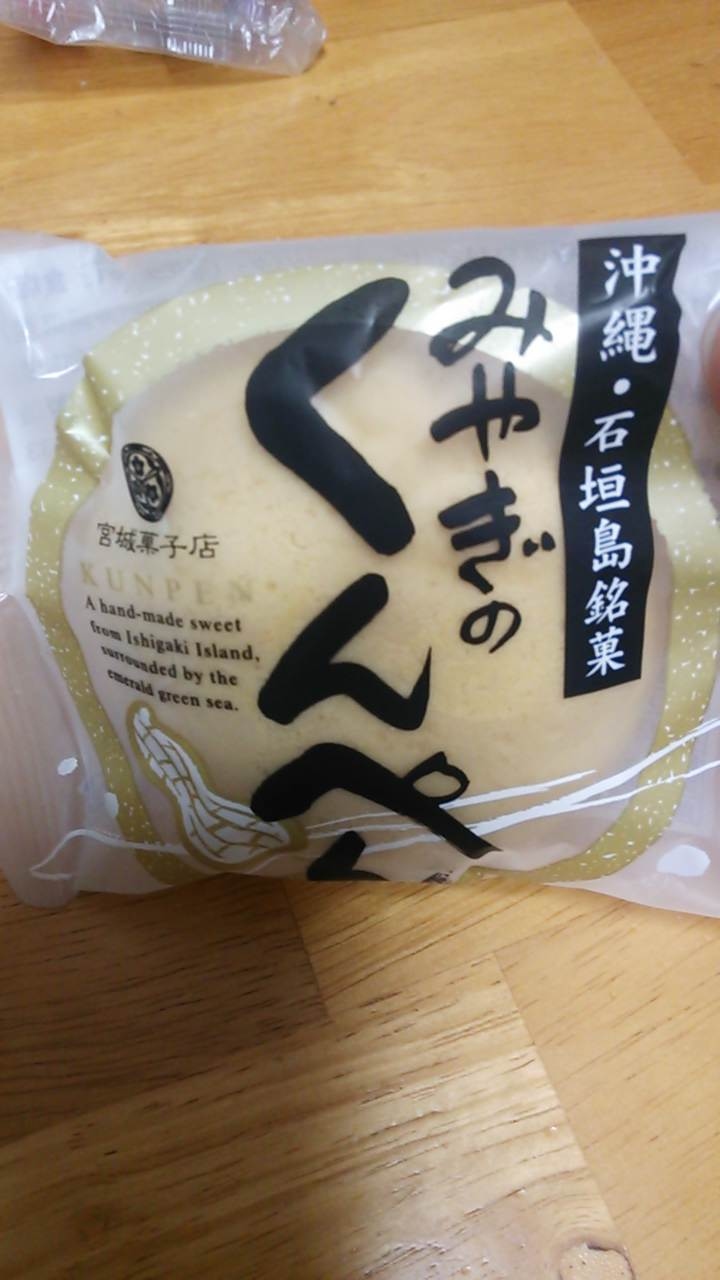 沖縄・石垣島銘菓
みやぎの
くんぺん
宮城菓子店
KUNPEN
A hand-made sweet
from Ishigaki Island,
surrounded by the
emerald green sea.